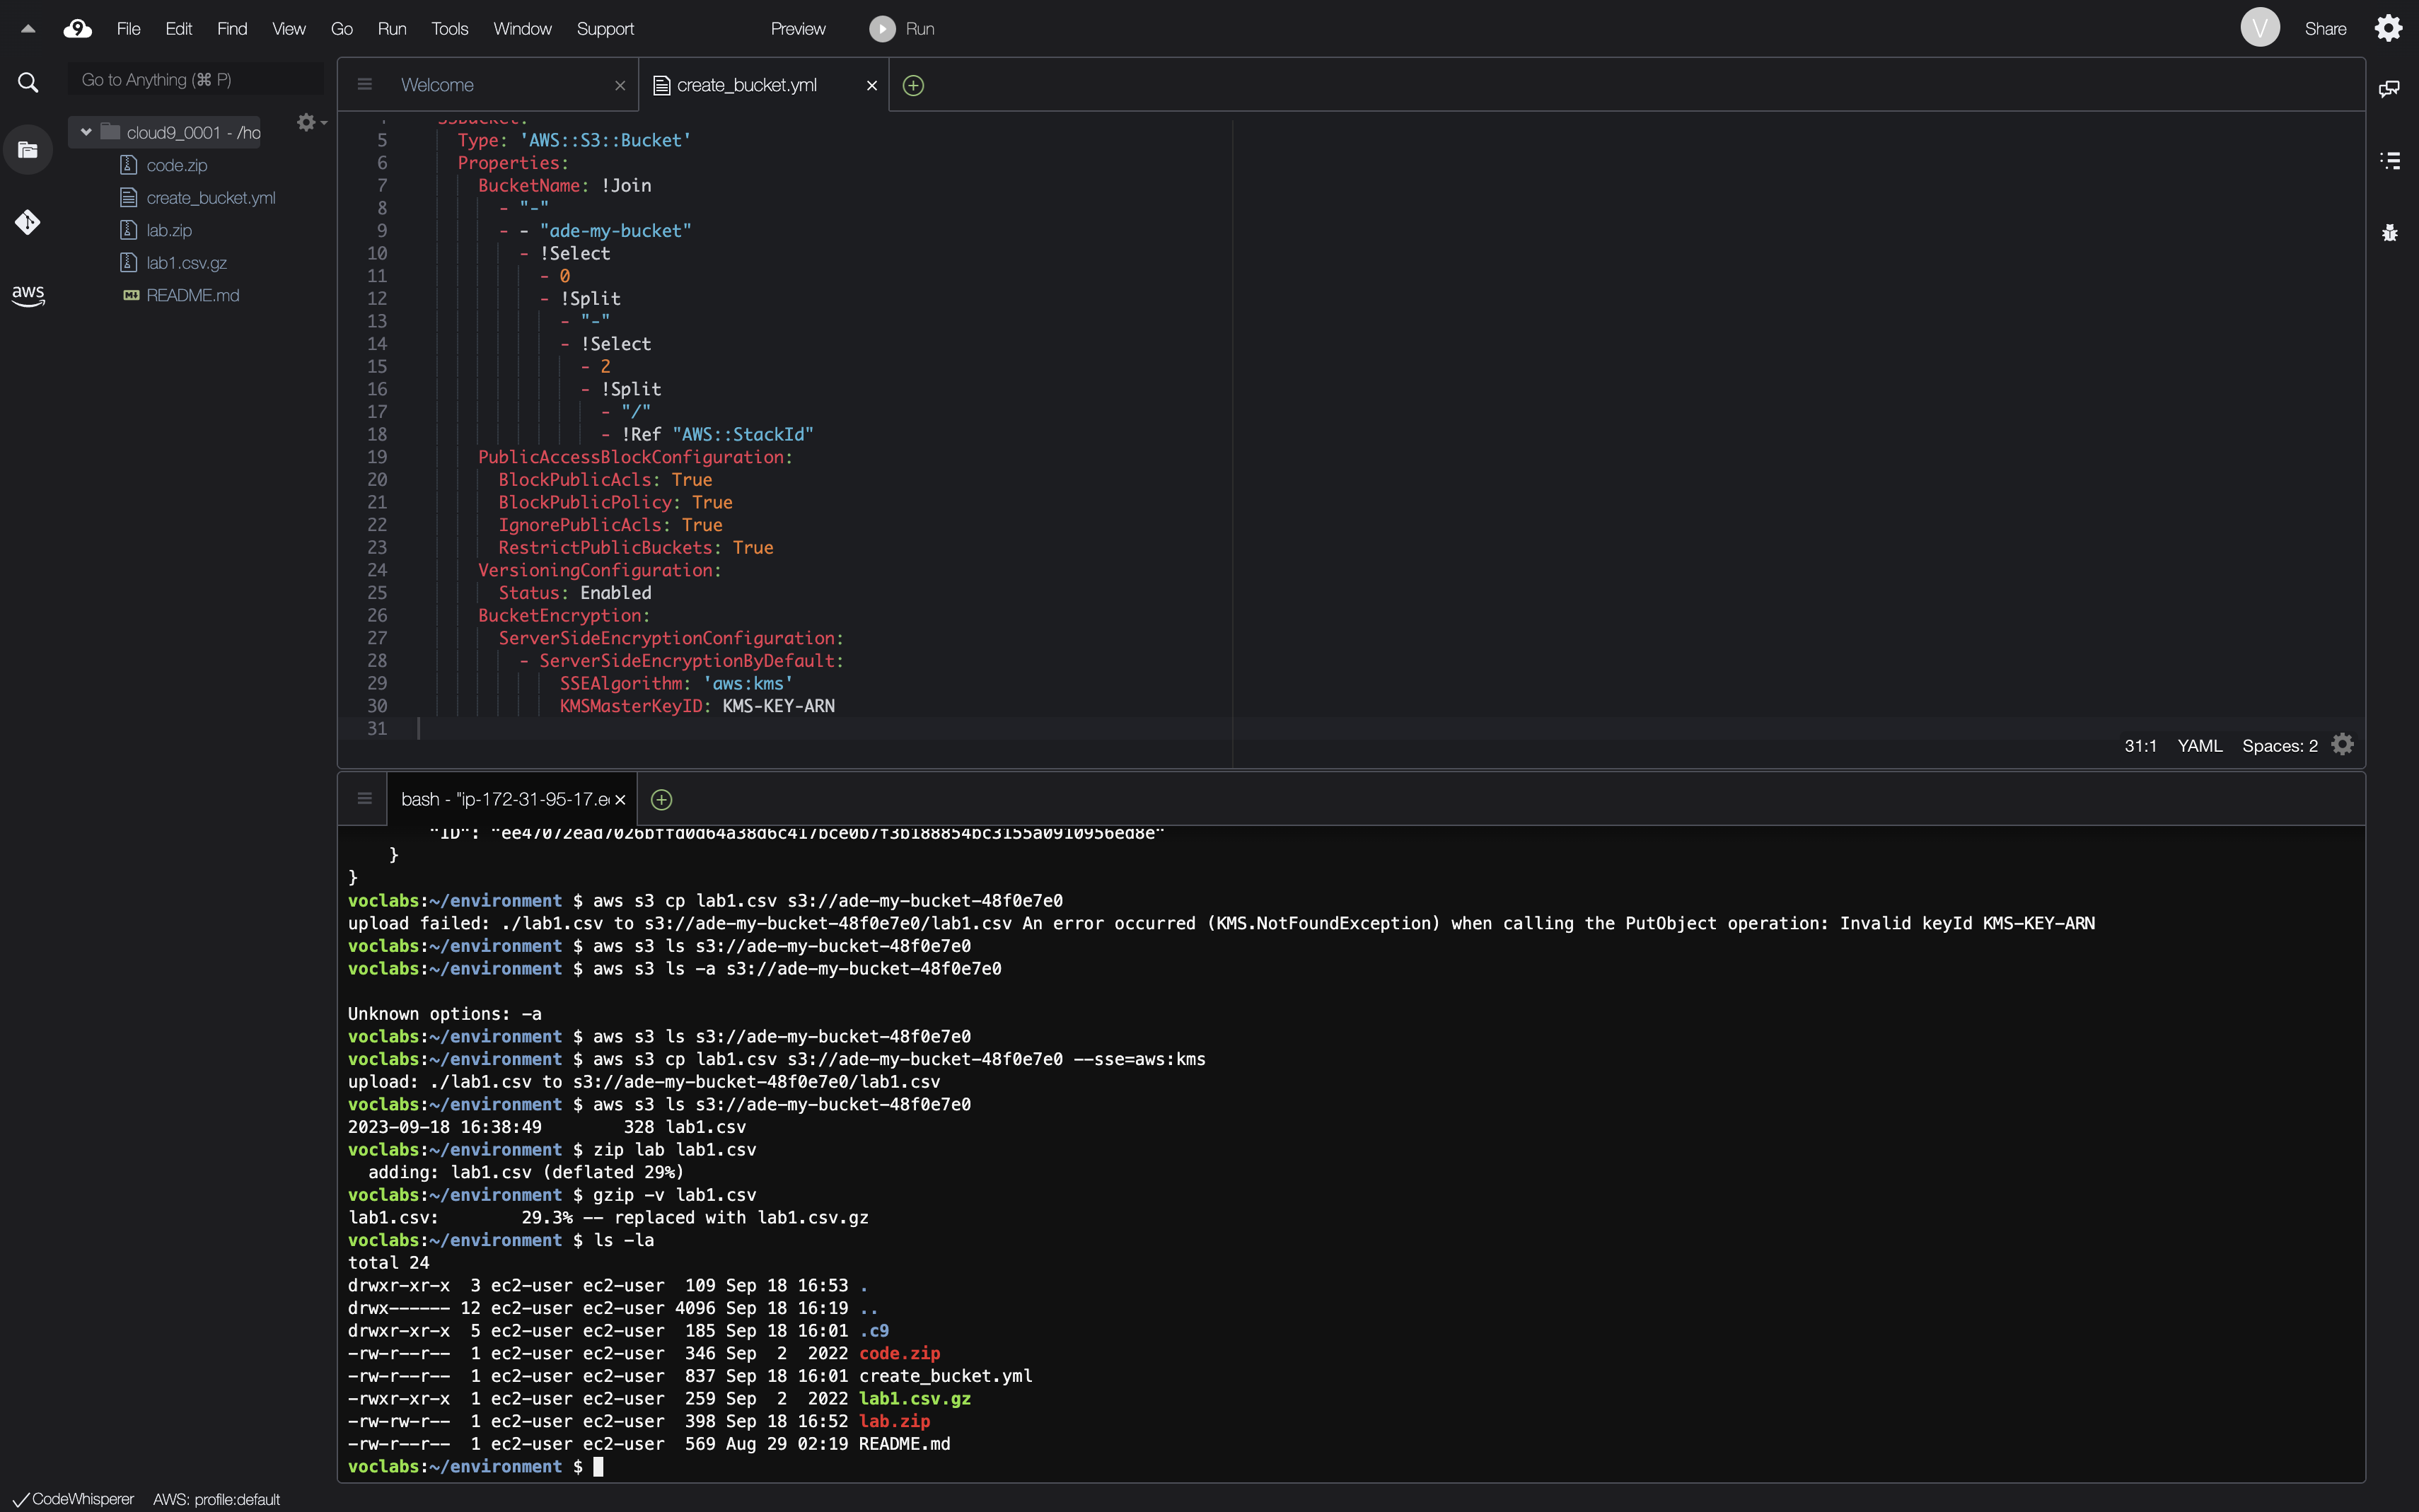 File Edit Find View Go Run Tools Window Support Preview Run V Share
Go to Anything (⌘ P)
cloud9_0001 - /ho
code.zip
create_bucket.yml
lab.zip
lab1.csv.gz
README.md
aws
Welcome
create_bucket.yml
S3Bucket:
5 Type: 'AWS::S3::Bucket'
6 Properties:
7 BucketName: !Join
8 - "-"
9 - - "ade-my-bucket"
10 - !Select
11 - 0
12 - !Split
13 - "-"
14 - !Select
15 - 2
16 - !Split
17 - "/"
18 - !Ref "AWS::StackId"
19 PublicAccessBlockConfiguration:
20 BlockPublicAcls: True
21 BlockPublicPolicy: True
22 IgnorePublicAcls: True
23 RestrictPublicBuckets: True
24 VersioningConfiguration:
25 Status: Enabled
26 BucketEncryption:
27 ServerSideEncryptionConfiguration:
28 - ServerSideEncryptionByDefault:
29 SSEAlgorithm: 'aws:kms'
30 KMSMasterKeyID: KMS-KEY-ARN
31
31:1 YAML Spaces: 2
bash - "ip-172-31-95-17.e
"ID": "ee47072ead7026bffd0d64a38d6c417bce0b7f3b188854bc3155a0910956ed8e"
}
}
voclabs:~/environment $ aws s3 cp lab1.csv s3://ade-my-bucket-48f0e7e0
upload failed: ./lab1.csv to s3://ade-my-bucket-48f0e7e0/lab1.csv An error occurred (KMS.NotFoundException) when calling the PutObject operation: Invalid keyId KMS-KEY-ARN
voclabs:~/environment $ aws s3 ls s3://ade-my-bucket-48f0e7e0
voclabs:~/environment $ aws s3 ls -a s3://ade-my-bucket-48f0e7e0
Unknown options: -a
voclabs:~/environment $ aws s3 ls s3://ade-my-bucket-48f0e7e0
voclabs:~/environment $ aws s3 cp lab1.csv s3://ade-my-bucket-48f0e7e0 --sse=aws:kms
upload: ./lab1.csv to s3://ade-my-bucket-48f0e7e0/lab1.csv
voclabs:~/environment $ aws s3 ls s3://ade-my-bucket-48f0e7e0
2023-09-18 16:38:49 328 lab1.csv
voclabs:~/environment $ zip lab lab1.csv
adding: lab1.csv (deflated 29%)
voclabs:~/environment $ gzip -v lab1.csv
lab1.csv: 29.3% -- replaced with lab1.csv.gz
voclabs:~/environment $ ls -la
total 24
drwxr-xr-x 3 ec2-user ec2-user 109 Sep 18 16:53 .
drwx------ 12 ec2-user ec2-user 4096 Sep 18 16:19 ..
drwxr-xr-x 5 ec2-user ec2-user 185 Sep 18 16:01 .c9
-rw-r--r-- 1 ec2-user ec2-user 346 Sep 2 2022 code.zip
-rw-r--r-- 1 ec2-user ec2-user 837 Sep 18 16:01 create_bucket.yml
-rwxr-xr-x 1 ec2-user ec2-user 259 Sep 2 2022 lab1.csv.gz
-rw-rw-r-- 1 ec2-user ec2-user 398 Sep 18 16:52 lab.zip
-rw-r--r-- 1 ec2-user ec2-user 569 Aug 29 02:19 README.md
voclabs:~/environment $
CodeWhisperer AWS: profile:default